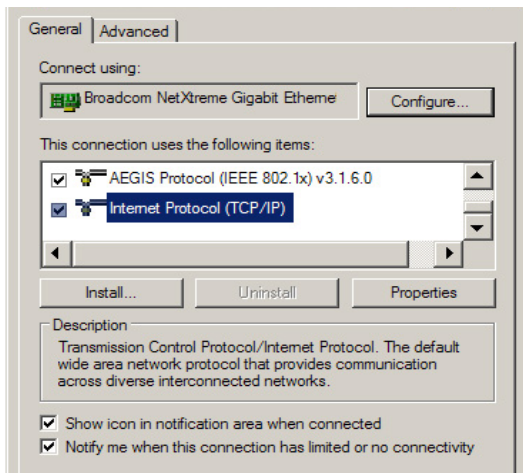 General Advanced
Connect using:
Broadcom NetXtreme Gigabit Etherne Configure...
This connection uses the following items:
AEGIS Protocol (IEEE 802.1x) v3.1.6.0
Internet Protocol (TCP/IP)
Install... Uninstall Properties
Description
Transmission Control Protocol/Internet Protocol. The default
wide area network protocol that provides communication
across diverse interconnected networks.
Show icon in notification area when connected
Notify me when this connection has limited or no connectivity